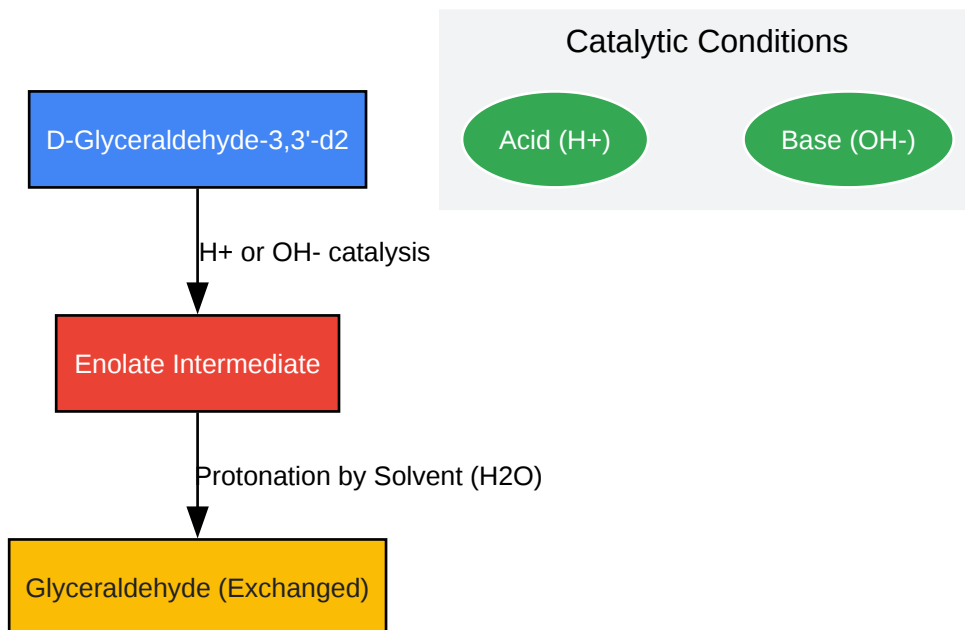 Catalytic Conditions
D-Glyceraldehyde-3,3'-d2
Acid (H+)
Base (OH-)
H+ or OH- catalysis
Enolate Intermediate
Protonation by Solvent (H2O)
Glyceraldehyde (Exchanged)